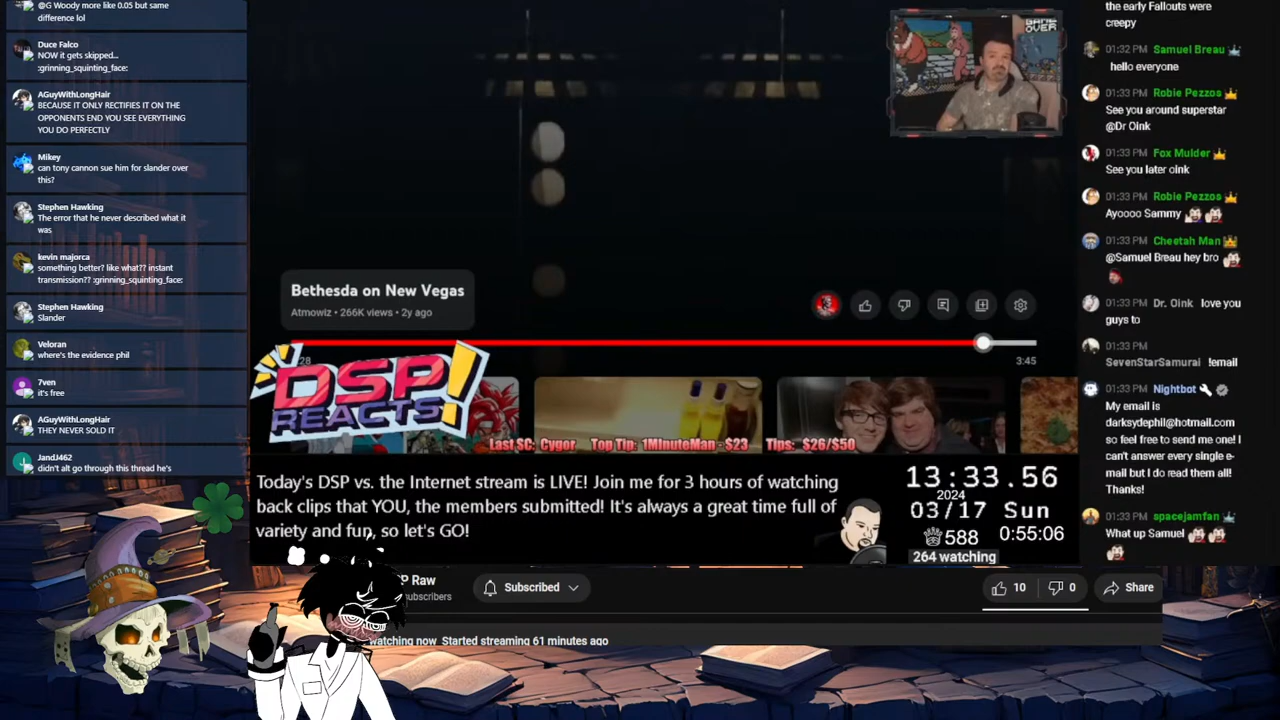 @G Woody more like 0.05 but same
difference lol
Duce Falco
NOW it gets skipped...
:grinning_squinting_face:
AGuyWithLongHair
BECAUSE IT ONLY RECTIFIES IT ON THE
OPPONENTS END YOU SEE EVERYTHING
YOU DO PERFECTLY
Mikey
can tony cannon sue him for slander over
this?
Stephen Hawking
The error that he never described what it
was
kevin majorca
something better? like what?? instant
transmission?? :grinning_squinting_face:
Stephen Hawking
Slander
Veloran
where's the evidence phil
7ven
it's free
AGuyWithLongHair
THEY NEVER SOLD IT
JandJ462
didn't alt go through this thread he's
GAME
OVER
Bethesda on New Vegas
Atmowiz • 266K views • 2y ago
:28
3:45
DSP
REACTS!
Last SC: Cygor Top Tip: 1MinuteMan - $23 Tips: $26/$50
Today's DSP vs. the Internet stream is LIVE! Join me for 3 hours of watching
back clips that YOU, the members submitted! It's always a great time full of
variety and fun, so let's GO!
13:33.56
2024
03/17 Sun
588
0:55:06
264 watching
P Raw
subscribers
Subscribed
10
0
Share
watching now Started streaming 61 minutes ago
the early Fallouts were
creepy
01:32 PM Samuel Breau
hello everyone
01:33 PM Robie Pezzos
See you around superstar
@Dr Oink
01:33 PM Fox Mulder
See you later oink
01:33 PM Robie Pezzos
Ayoooo Sammy
01:33 PM Cheetah Man
@Samuel Breau hey bro
01:33 PM Dr. Oink love you
guys to
01:33 PM
SevenStarSamurai !email
01:33 PM Nightbot
My email is
darksydephil@hotmail.com
so feel free to send me one! I
can't answer every single e-
mail but I do read them all!
Thanks!
01:33 PM spacejamfan
What up Samuel